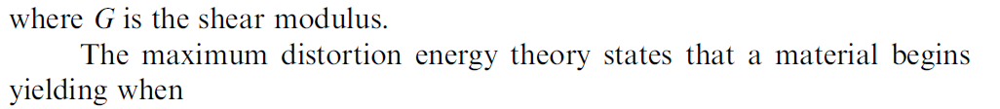 where G is the shear modulus.
The maximum distortion energy theory states that a material begins
yielding when